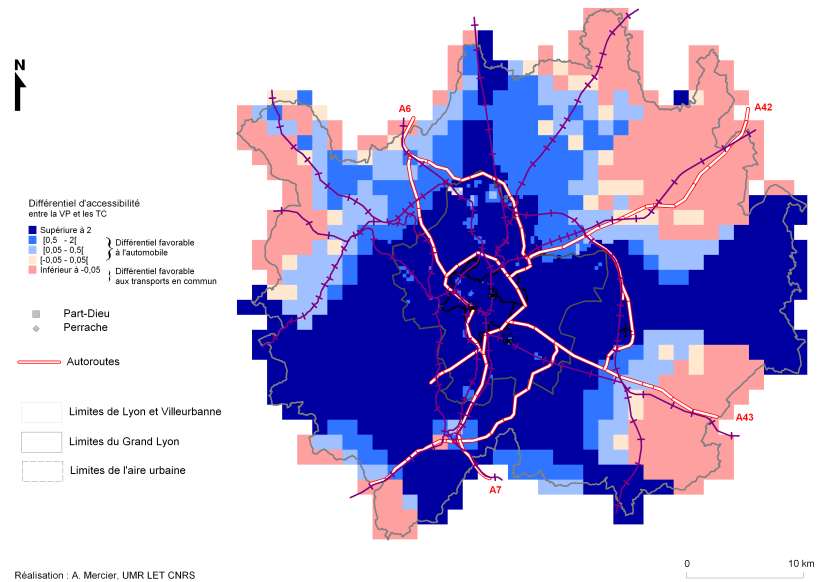 N
A6
A42
Différentiel d'accessibilité
entre la VP et les TC
Supérieure à 2
[0,5 - 2[
[0,05 - 0,5[
[-0,05 - 0,05[
Inférieur à -0,05
Différentiel favorable
à l'automobile
Différentiel favorable
aux transports en commun
Part-Dieu
Perrache
Autoroutes
Limites de Lyon et Villeurbanne
Limites du Grand Lyon
Limites de l'aire urbaine
A43
A7
Réalisation : A. Mercier, UMR LET CNRS
0 10 km